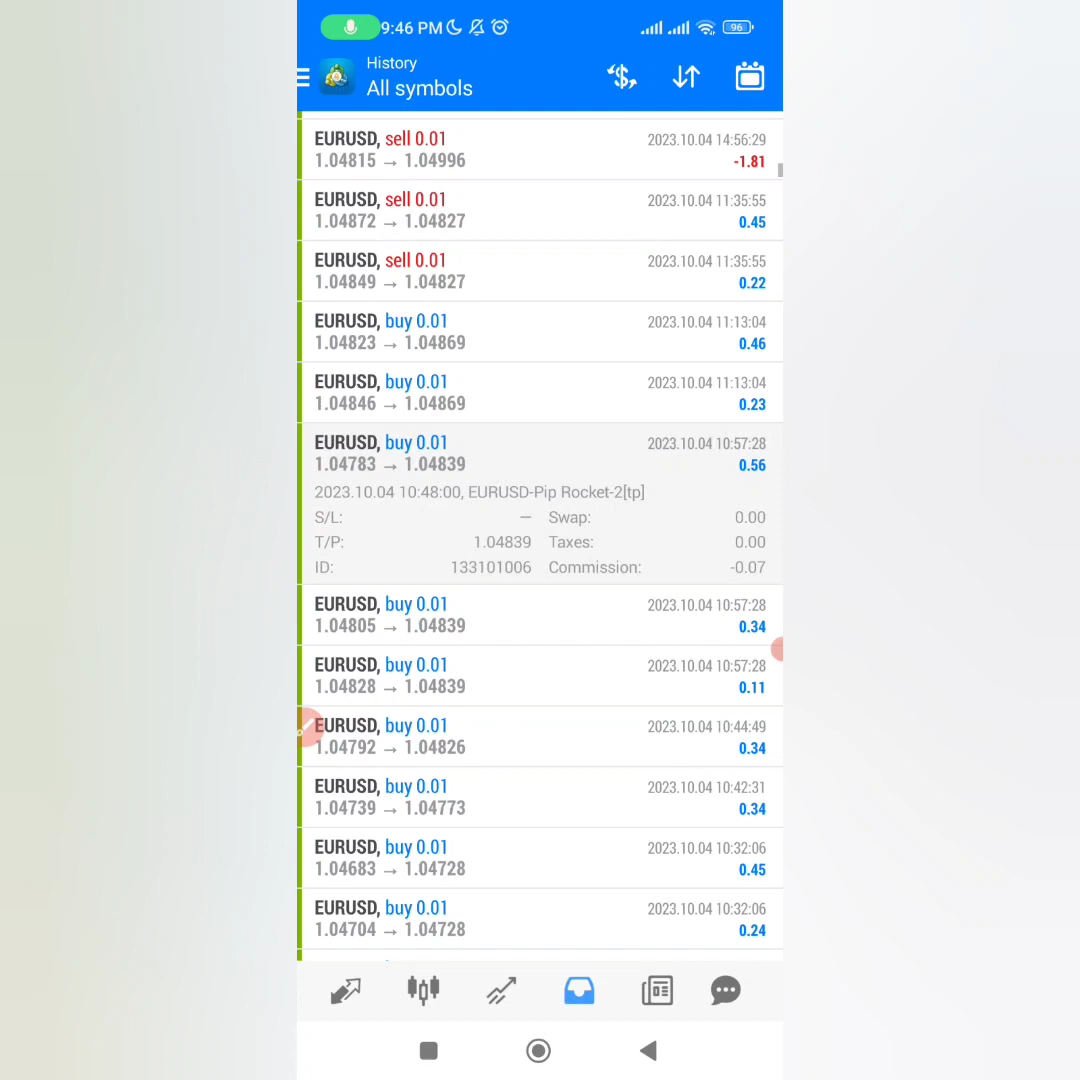 9:46 PM 96
History
All symbols
EURUSD, sell 0.01 2023.10.04 14:56:29
1.04815 → 1.04996 -1.81
EURUSD, sell 0.01 2023.10.04 11:35:55
1.04872 → 1.04827 0.45
EURUSD, sell 0.01 2023.10.04 11:35:55
1.04849 → 1.04827 0.22
EURUSD, buy 0.01 2023.10.04 11:13:04
1.04823 → 1.04869 0.46
EURUSD, buy 0.01 2023.10.04 11:13:04
1.04846 → 1.04869 0.23
EURUSD, buy 0.01 2023.10.04 10:57:28
1.04783 → 1.04839 0.56
2023.10.04 10:48:00, EURUSD-Pip Rocket-2[tp]
S/L: – Swap: 0.00
T/P: 1.04839 Taxes: 0.00
ID: 133101006 Commission: -0.07
EURUSD, buy 0.01 2023.10.04 10:57:28
1.04805 → 1.04839 0.34
EURUSD, buy 0.01 2023.10.04 10:57:28
1.04828 → 1.04839 0.11
EURUSD, buy 0.01 2023.10.04 10:44:49
1.04792 → 1.04826 0.34
EURUSD, buy 0.01 2023.10.04 10:42:31
1.04739 → 1.04773 0.34
EURUSD, buy 0.01 2023.10.04 10:32:06
1.04683 → 1.04728 0.45
EURUSD, buy 0.01 2023.10.04 10:32:06
1.04704 → 1.04728 0.24